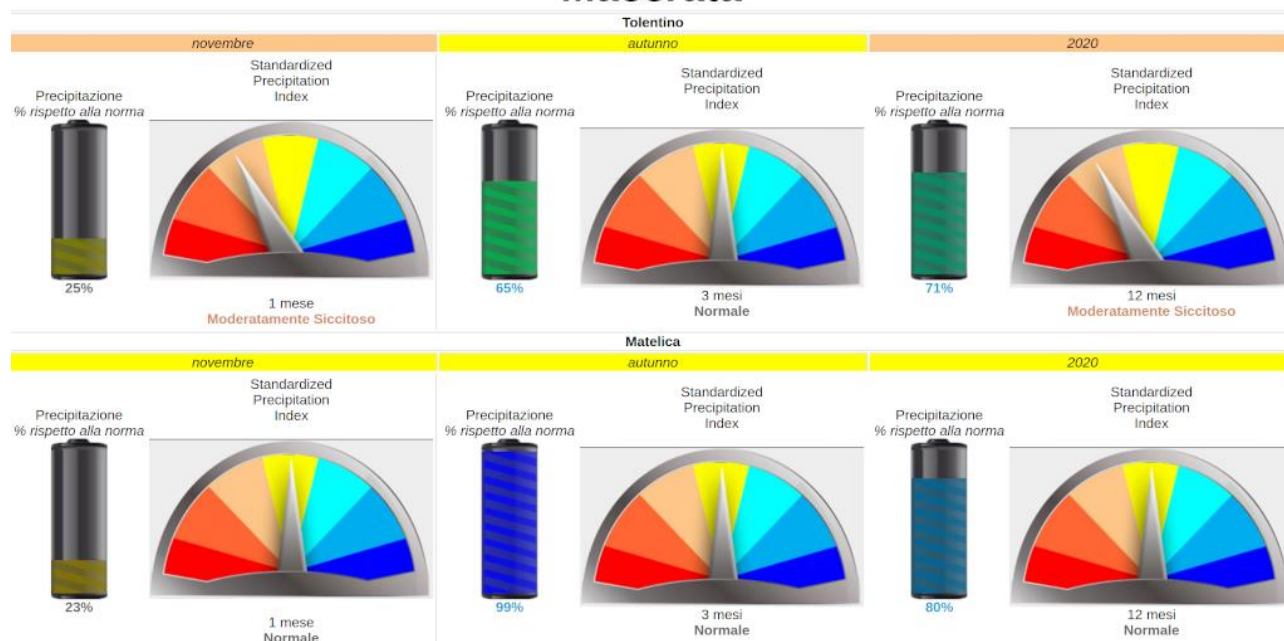 Tolentino
novembre
autunno
2020
Precipitazione
% rispetto alla norma
25%
Standardized
Precipitation
Index
1 mese
Moderatamente Siccitoso
Precipitazione
% rispetto alla norma
65%
Standardized
Precipitation
Index
3 mesi
Normale
Precipitazione
% rispetto alla norma
71%
Standardized
Precipitation
Index
12 mesi
Moderatamente Siccitoso
Matelica
novembre
autunno
2020
Precipitazione
% rispetto alla norma
23%
Standardized
Precipitation
Index
1 mese
Normale
Precipitazione
% rispetto alla norma
99%
Standardized
Precipitation
Index
3 mesi
Normale
Precipitazione
% rispetto alla norma
80%
Standardized
Precipitation
Index
12 mesi
Normale